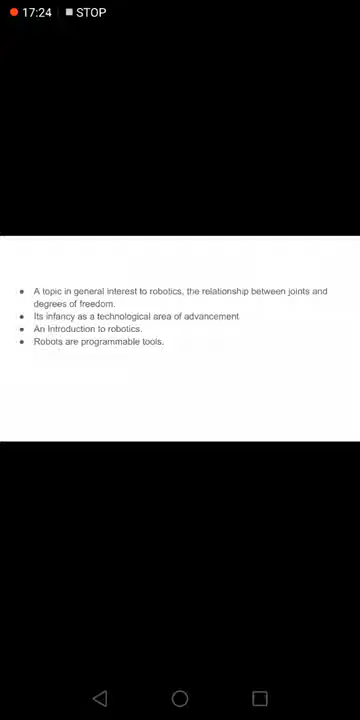 17:24 STOP
● A topic in general interest to robotics, the relationship between joints and
degrees of freedom.
● Its infancy as a technological area of advancement
● An Introduction to robotics.
● Robots are programmable tools.